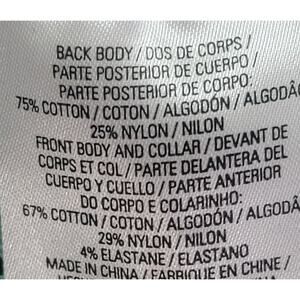 BACK BODY / DOS DE CORPS /
PARTE POSTERIOR DE CUERPO /
PARTE POSTERIOR DE CORPO:
75% COTTON / COTON / ALGODÓN / ALGODÃ
25% NYLON / NILON
FRONT BODY AND COLLAR / DEVANT DE
CORPS ET COL / PARTE DELANTERA DEL
CUERPO Y CUELLO / PARTE ANTERIOR
DO CORPO E COLARINHO:
67% COTTON / COTON / ALGODÓN / ALGODÃ
29% NYLON / NILON
4% ELASTANE / ELASTANO
MADE IN CHINA / FABRIQUE EN CHINE /